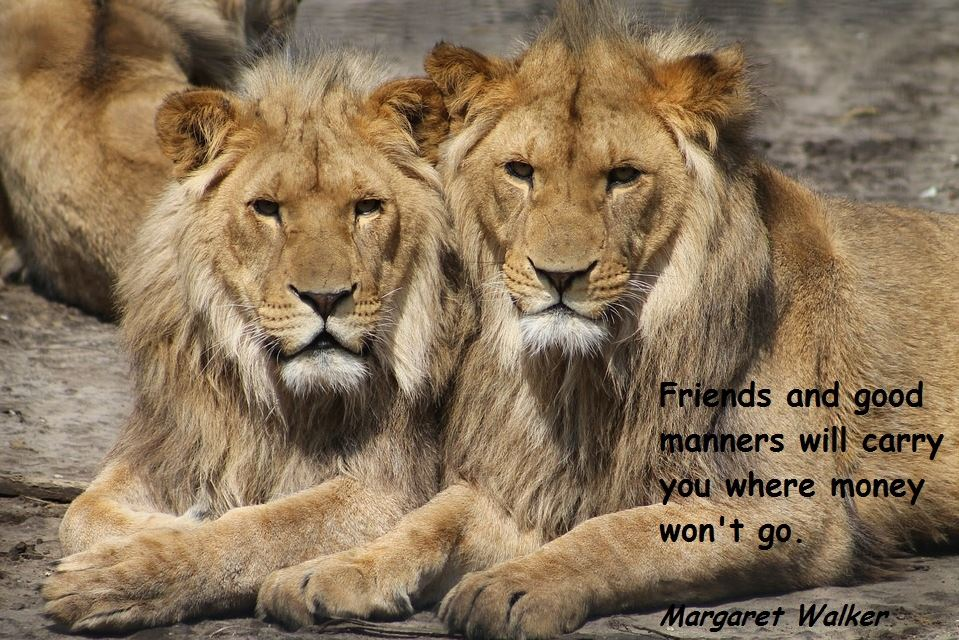 Friends and good
manners will carry
you where money
won't go.
Margaret Walker